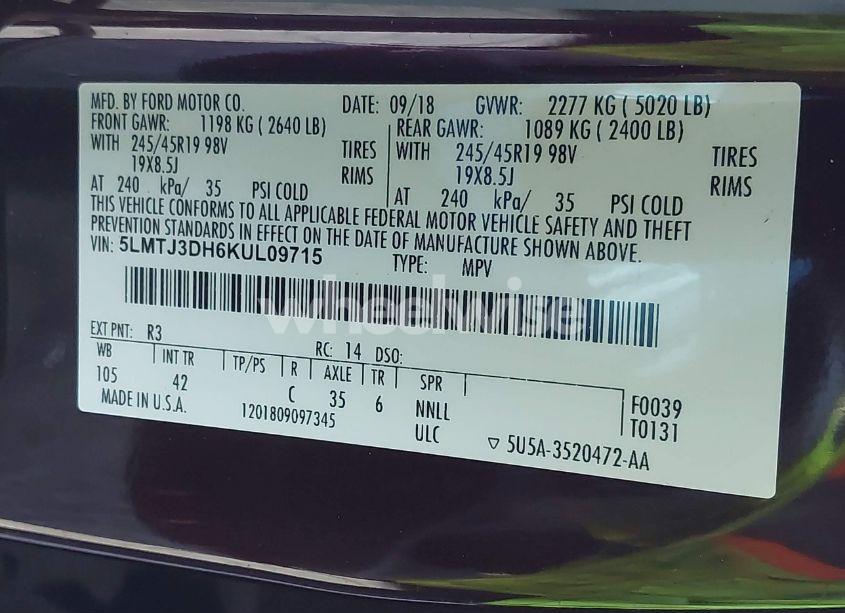 MFD. BY FORD MOTOR CO. DATE: 09/18 GVWR: 2277 KG ( 5020 LB)
FRONT GAWR: 1198 KG ( 2640 LB) REAR GAWR: 1089 KG ( 2400 LB)
WITH 245/45R19 98V TIRES WITH 245/45R19 98V TIRES
19X8.5J RIMS 19X8.5J RIMS
AT 240 kPa/ 35 PSI COLD AT 240 kPa/ 35 PSI COLD
THIS VEHICLE CONFORMS TO ALL APPLICABLE FEDERAL MOTOR VEHICLE SAFETY AND THEFT
PREVENTION STANDARDS IN EFFECT ON THE DATE OF MANUFACTURE SHOWN ABOVE.
VIN: 5LMTJ3DH6KUL09715 TYPE: MPV
wheelwise
EXT PNT: R3 RC: 14 DSO:
WB INT TR TP/PS R AXLE TR SPR
105 42 C 35 6 NNLL F0039
MADE IN U.S.A. 1201809097345 ULC T0131
▽ 5U5A-3520472-AA